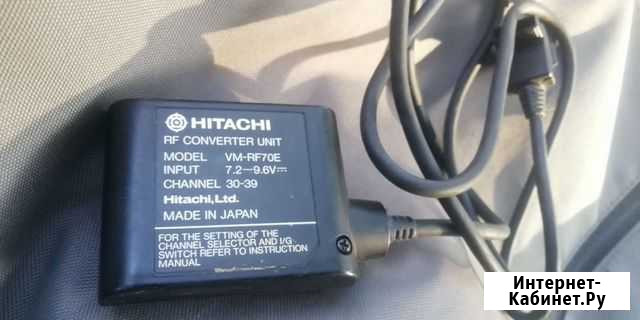 HITACHI
RF CONVERTER UNIT
MODEL VM-RF70E
INPUT 7.2—9.6V⎓
CHANNEL 30-39
Hitachi, Ltd.
MADE IN JAPAN
FOR THE SETTING OF THE
CHANNEL SELECTOR AND I/G
SWITCH REFER TO INSTRUCTION
MANUAL
Интернет-
Кабинет.Ру